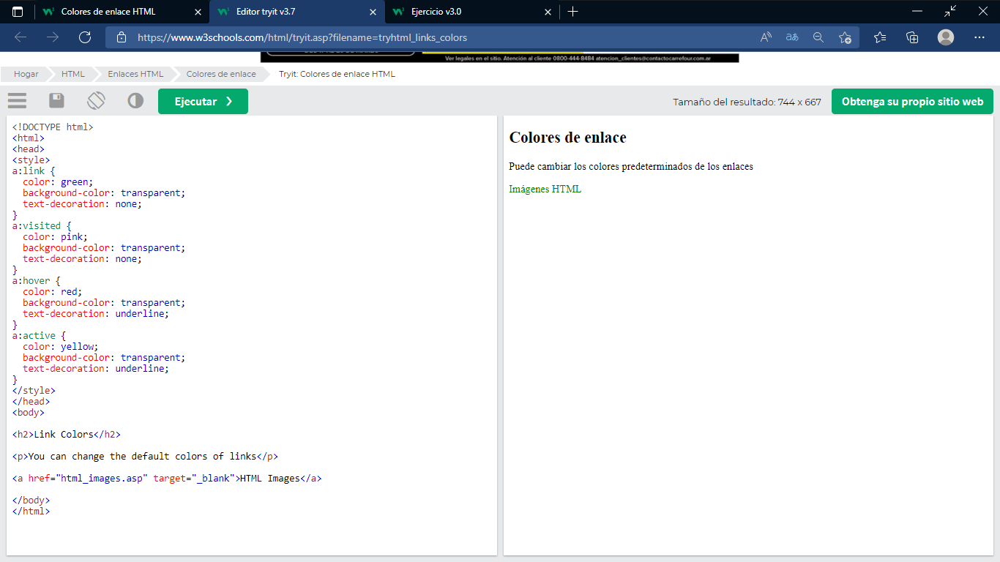 Colores de enlace HTML
Editor tryit v3.7
Ejercicio v3.0
https://www.w3schools.com/html/tryit.asp?filename=tryhtml_links_colors
Ver legales en el sitio. Atención al cliente 0800-444-8484 atencion_clientes@contactocarrefour.com.ar
Hogar
HTML
Enlaces HTML
Colores de enlace
Tryit: Colores de enlace HTML
Ejecutar ❯
Tamaño del resultado: 744 x 667
Obtenga su propio sitio web
<!DOCTYPE html>
<html>
<head>
<style>
a:link {
  color: green;
  background-color: transparent;
  text-decoration: none;
}
a:visited {
  color: pink;
  background-color: transparent;
  text-decoration: none;
}
a:hover {
  color: red;
  background-color: transparent;
  text-decoration: underline;
}
a:active {
  color: yellow;
  background-color: transparent;
  text-decoration: underline;
}
</style>
</head>
<body>
<h2>Link Colors</h2>
<p>You can change the default colors of links</p>
<a href="html_images.asp" target="_blank">HTML Images</a>
</body>
</html>
Colores de enlace
Puede cambiar los colores predeterminados de los enlaces
Imágenes HTML